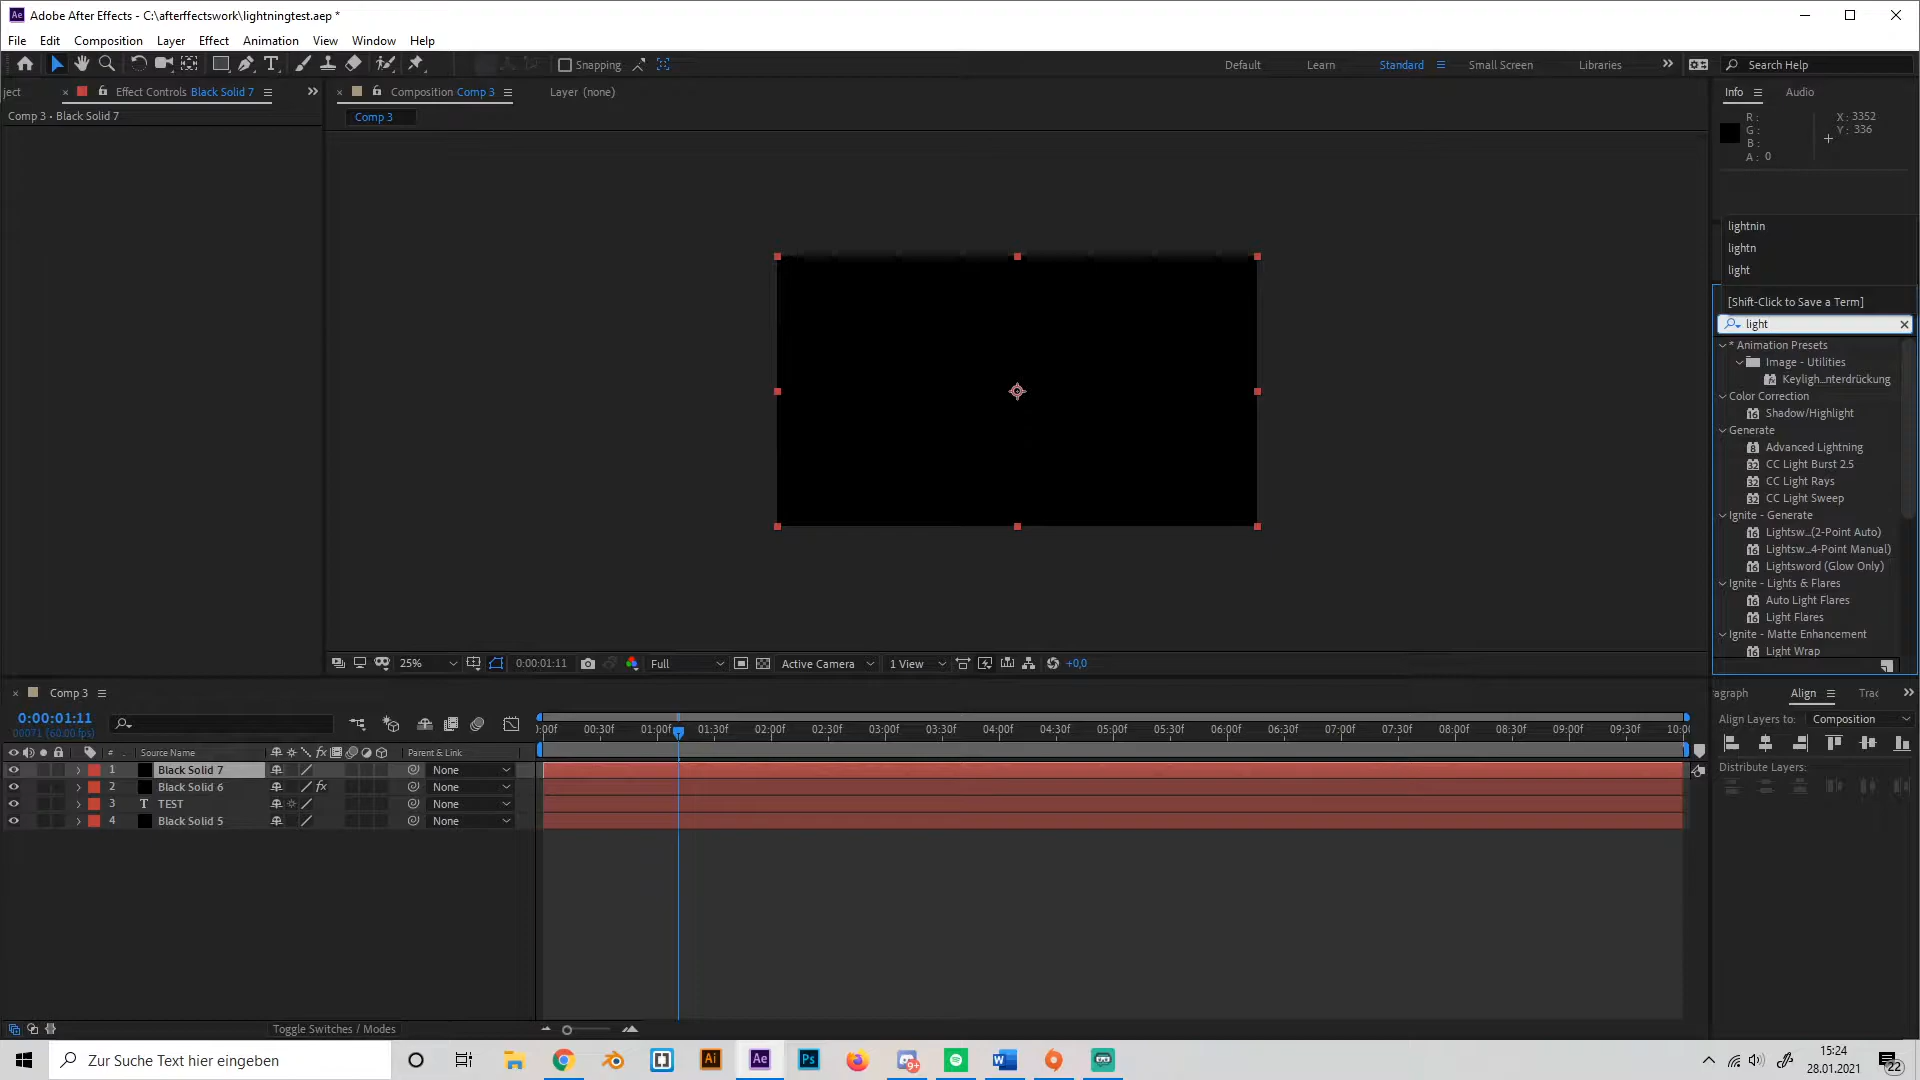 Adobe After Effects - C:\afterffectswork\lightningtest.aep *
File Edit Composition Layer Effect Animation View Window Help
Snapping
Default Learn Standard Small Screen Libraries
Search Help
ject
Effect Controls Black Solid 7
Composition Comp 3
Layer (none)
Info Audio
Comp 3 • Black Solid 7
Comp 3
R :
G :
B :
A : 0
X : 3352
Y : 336
lightnin
lightn
light
[Shift-Click to Save a Term]
light
* Animation Presets
Image - Utilities
Keyligh...nterdrückung
Color Correction
Shadow/Highlight
Generate
Advanced Lightning
CC Light Burst 2.5
CC Light Rays
CC Light Sweep
Ignite - Generate
Lightsw...(2-Point Auto)
Lightsw...4-Point Manual)
Lightsword (Glow Only)
Ignite - Lights & Flares
Auto Light Flares
Light Flares
Ignite - Matte Enhancement
Light Wrap
25% 0:00:01:11 Full Active Camera 1 View +0,0
Comp 3
0:00:01:11
00071 (60.00 fps)
:00f 00:30f 01:00f 01:30f 02:00f 02:30f 03:00f 03:30f 04:00f 04:30f 05:00f 05:30f 06:00f 06:30f 07:00f 07:30f 08:00f 08:30f 09:00f 09:30f 10:00
# Source Name fx Parent & Link
1 Black Solid 7 None
2 Black Solid 6 fx None
3 T TEST None
4 Black Solid 5 None
Toggle Switches / Modes
ragraph Align Trac
Align Layers to: Composition
Distribute Layers:
Zur Suche Text hier eingeben
Ai Ae Ps
9+
15:24
28.01.2021
22